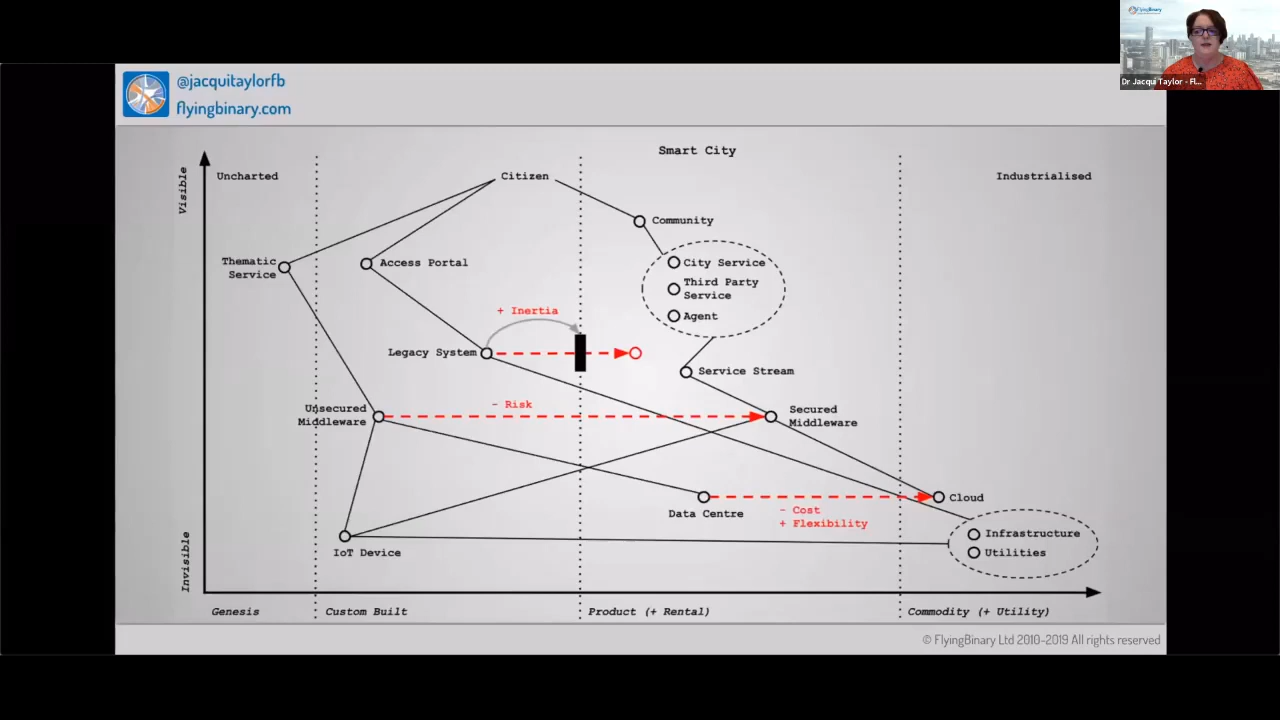 FlyingBinary
Dr Jacqui Taylor - Fl...
@jacquitaylorfb
flyingbinary.com
Smart City
Visible
Uncharted
Citizen
Industrialised
Community
Thematic
Service
Access Portal
City Service
Third Party
Service
Agent
+ Inertia
Legacy System
Service Stream
Unsecured
Middleware
- Risk
Secured
Middleware
Data Centre
- Cost
+ Flexibility
Cloud
Infrastructure
Utilities
IoT Device
Invisible
Genesis
Custom Built
Product (+ Rental)
Commodity (+ Utility)
© FlyingBinary Ltd 2010-2019 All rights reserved